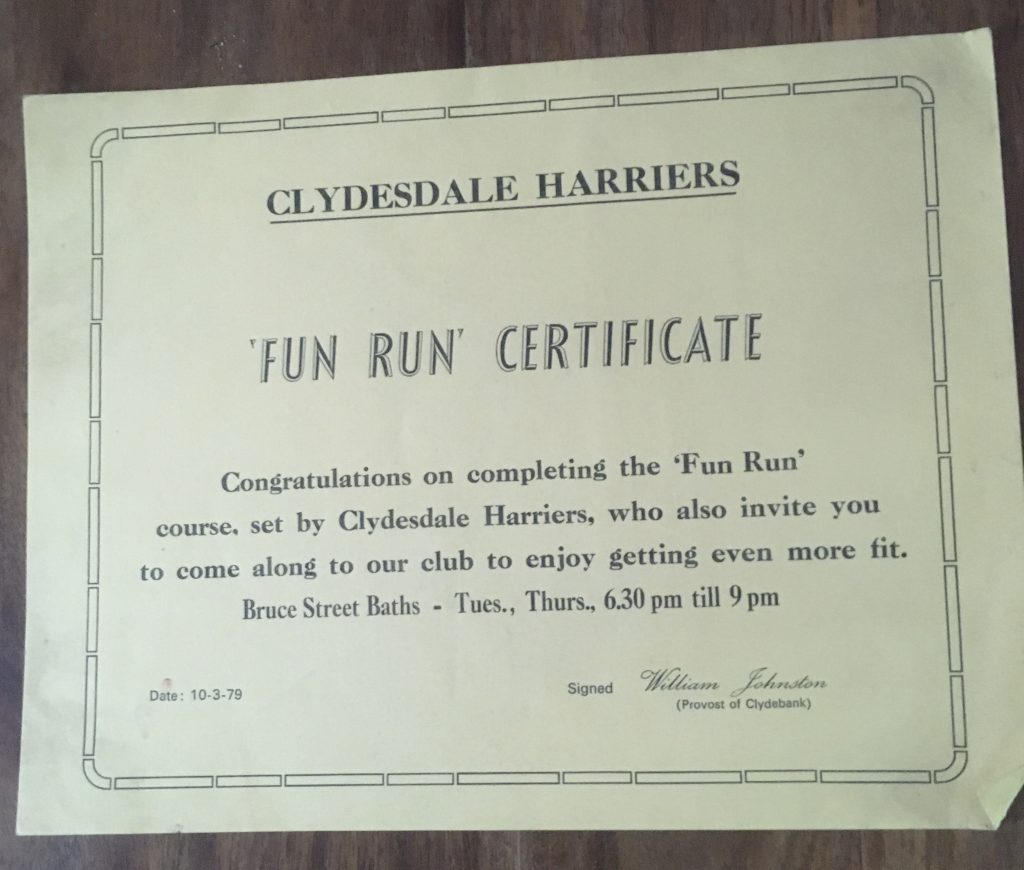 CLYDESDALE HARRIERS
'FUN RUN' CERTIFICATE
Congratulations on completing the ‘Fun Run’
course. set by Clydesdale Harriers, who also invite you
to come along to our club to enjoy getting even more fit.
Bruce Street Baths - Tues., Thurs., 6.30 pm till 9 pm
Date: 10-3-79
Signed William Johnston
(Provost of Clydebank)